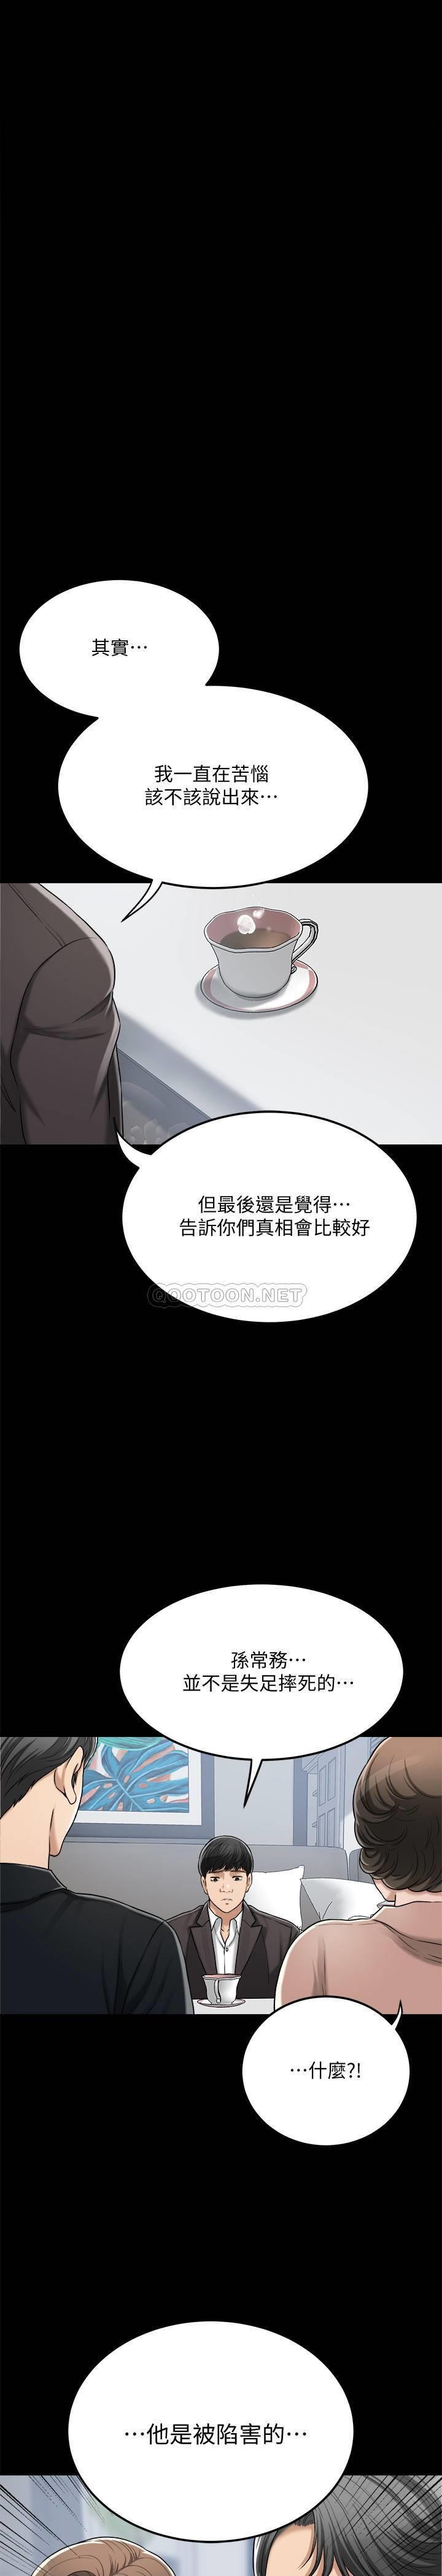 其實…
我一直在苦惱
該不該說出來…
但最後還是覺得…
告訴你們真相會比較好
QOOTOON.NET
孫常務…
並不是失足摔死的…
…什麼?!
…他是被陷害的…